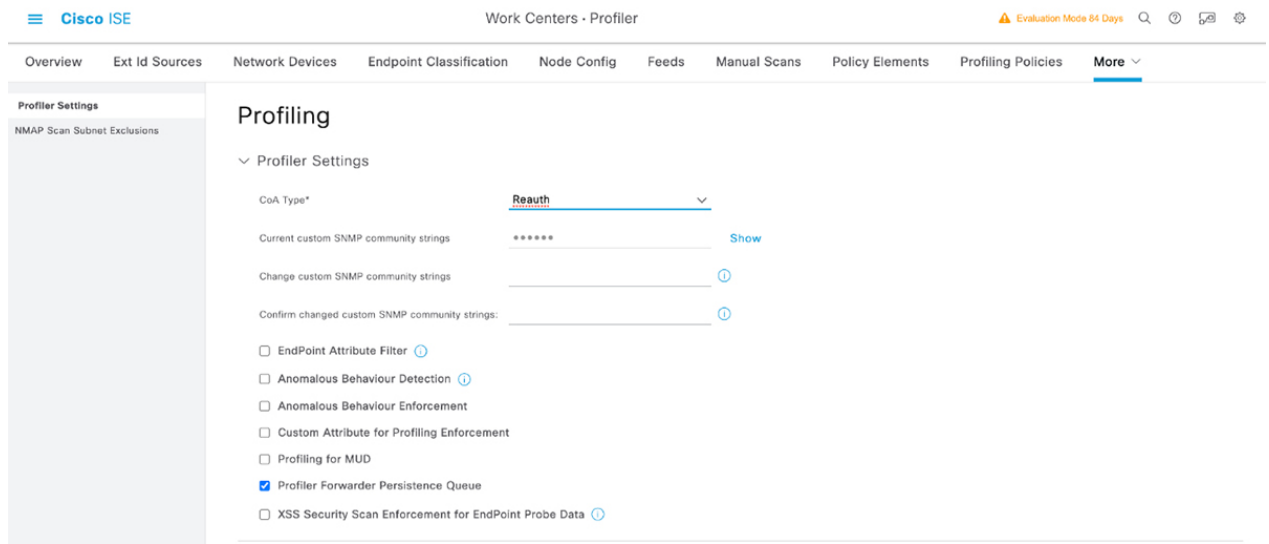 Cisco ISE
Work Centers · Profiler
Evaluation Mode 84 Days
Overview Ext Id Sources Network Devices Endpoint Classification Node Config Feeds Manual Scans Policy Elements Profiling Policies More
Profiler Settings
NMAP Scan Subnet Exclusions
Profiling
Profiler Settings
CoA Type* Reauth
Current custom SNMP community strings •••••• Show
Change custom SNMP community strings
Confirm changed custom SNMP community strings:
EndPoint Attribute Filter
Anomalous Behaviour Detection
Anomalous Behaviour Enforcement
Custom Attribute for Profiling Enforcement
Profiling for MUD
Profiler Forwarder Persistence Queue
XSS Security Scan Enforcement for EndPoint Probe Data